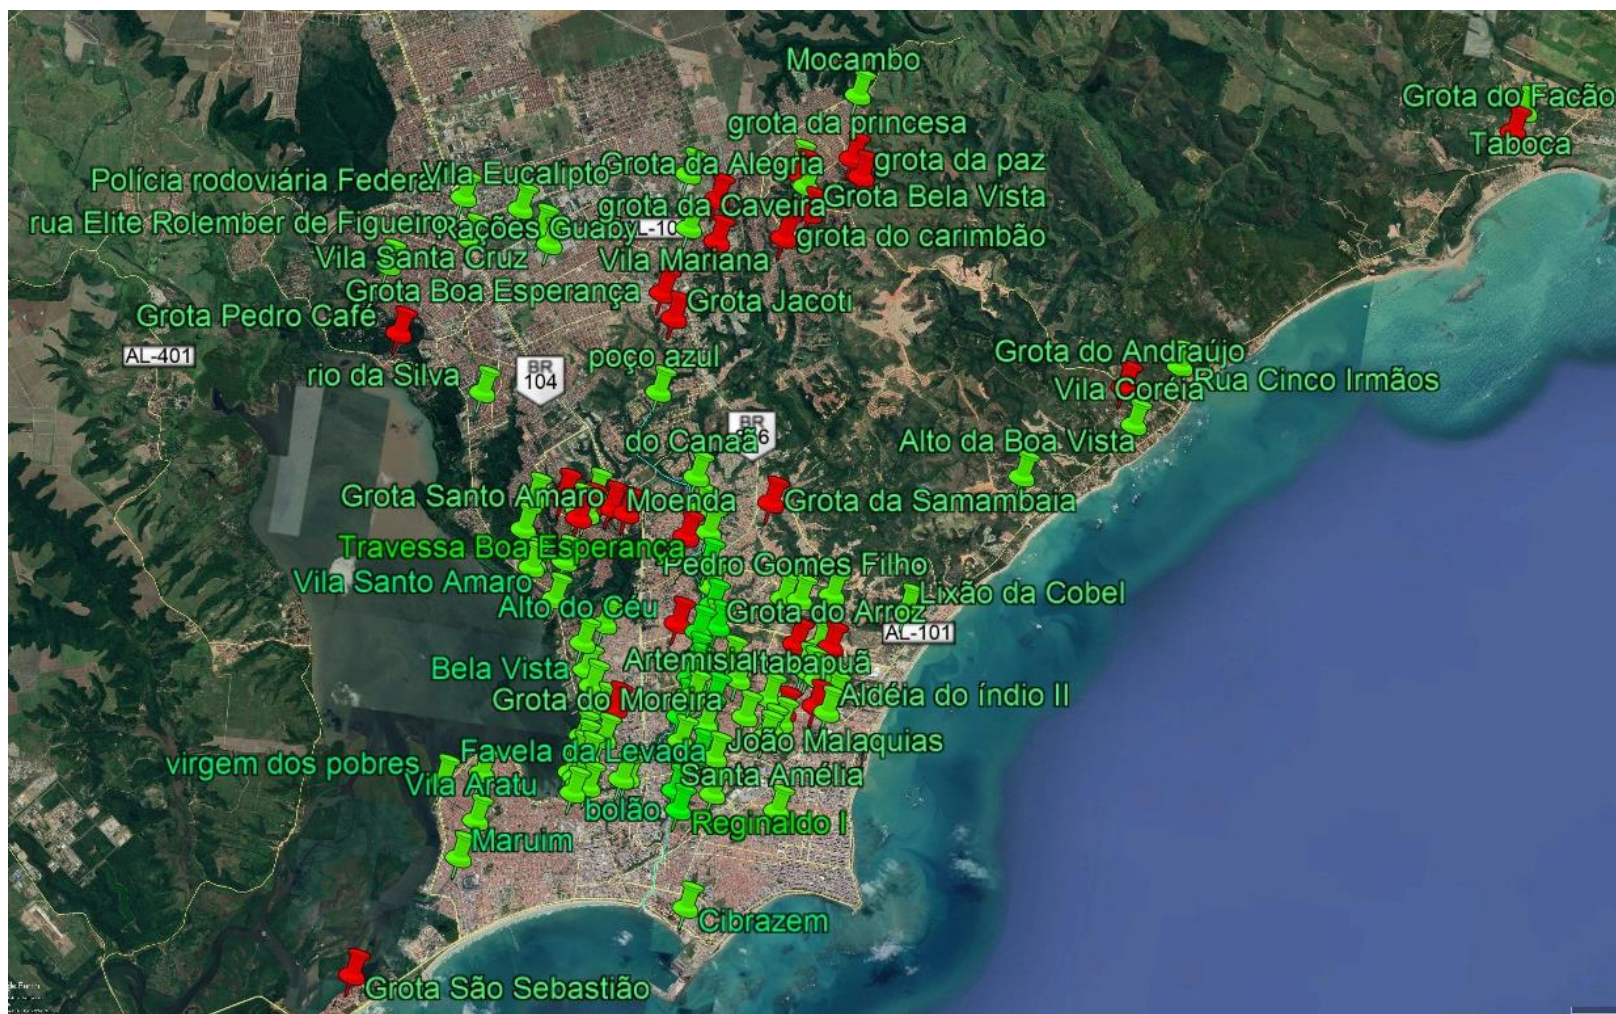 Mocambo
Grota do Facão
grota da princesa
Taboca
Grota da Alegria
grota da paz
Vila Eucalipto
Polícia rodoviária Federal
Grota Bela Vista
grota da Caveira
rua Elite Rolember de Figueiro
Rações Guaby
L-10
grota do carimbão
Vila Santa Cruz
Vila Mariana
Grota Boa Esperança
Grota Jacoti
Grota Pedro Café
AL-401
poço azul
Grota do Andraújo
rio da Silva
BR
104
Vila Coréia
Rua Cinco Irmãos
BR
do Canaã
Alto da Boa Vista
Grota Santo Amaro
Moenda
Grota da Samambaia
Travessa Boa Esperança
Pedro Gomes Filho
Vila Santo Amaro
Lixão da Cobel
Alto do Céu
Grota do Arroz
AL-101
Bela Vista
Artemisia
Itabapuã
Grota do Moreira
Aldéia do índio II
João Malaquias
Favela da Levada
virgem dos pobres
Santa Amélia
Vila Aratu
bolão
Reginaldo I
Maruim
Cibrazem
Grota São Sebastião